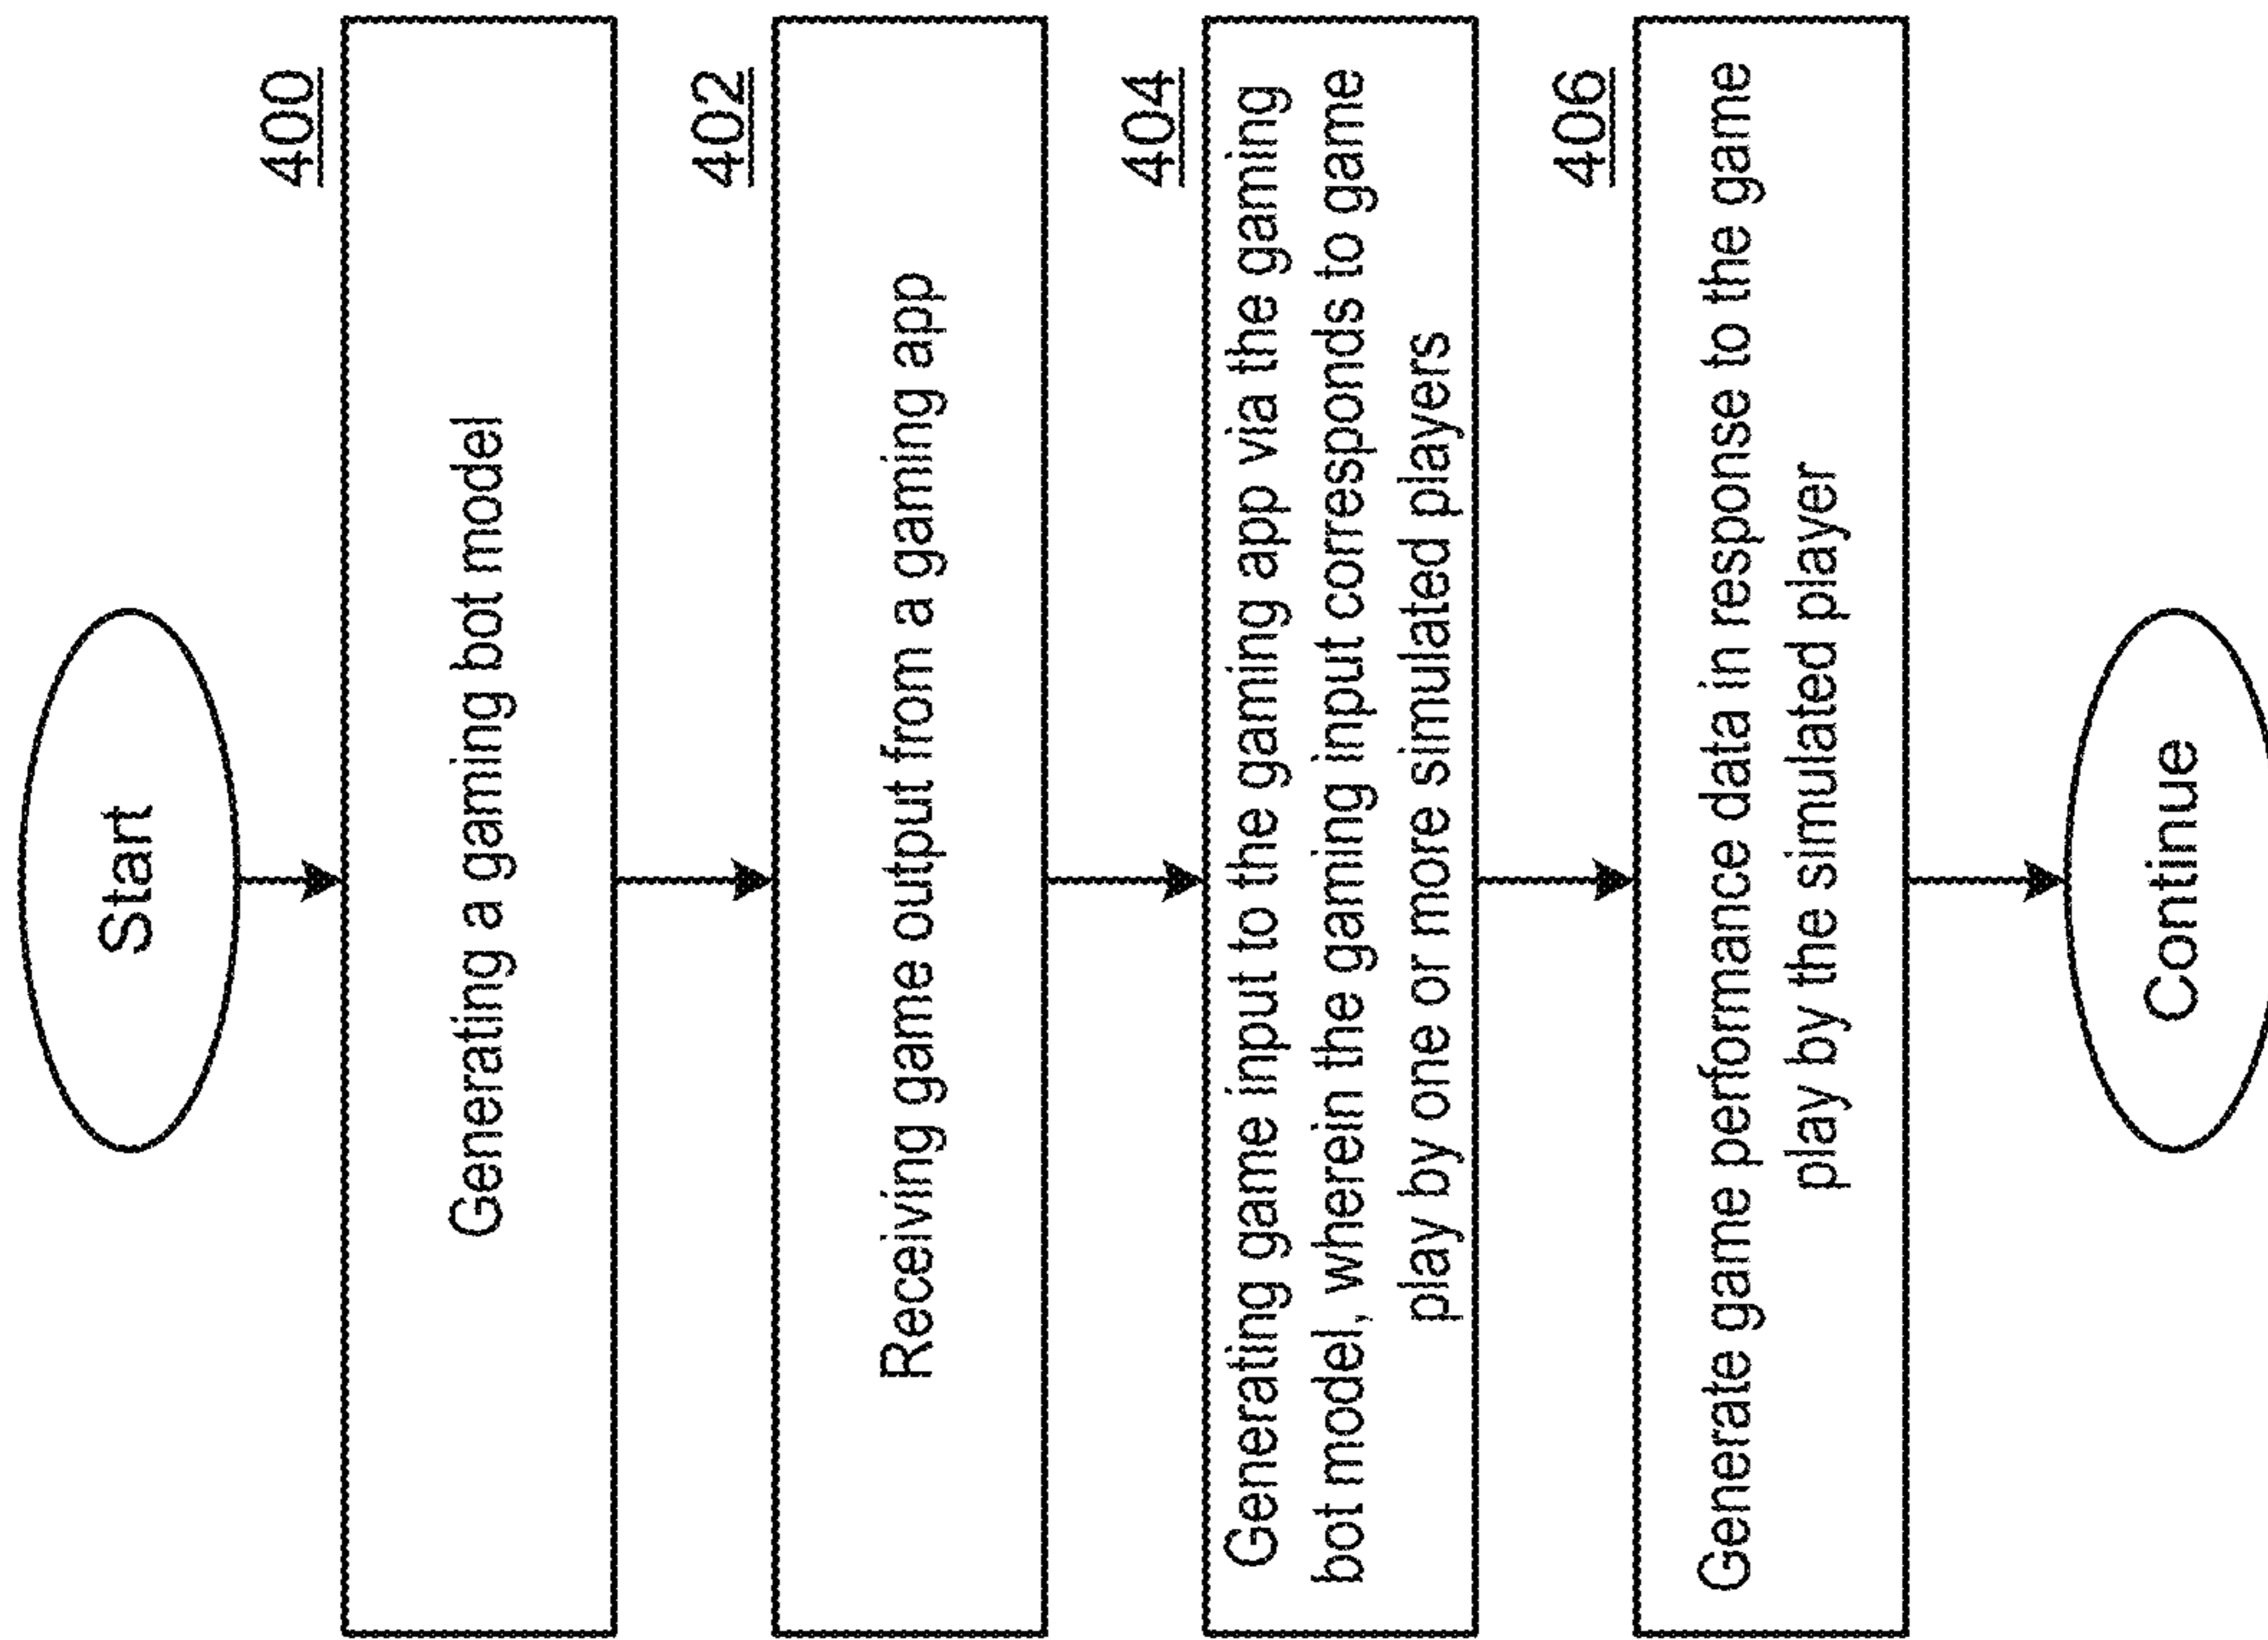 Start
400
Generating a gaming bot model
402
Receiving game output from a gaming app
404
Generating game input to the gaming app via the gaming
bot model, wherein the gaming input corresponds to game
play by one or more simulated players
406
Generate game performance data in response to the game
play by the simulated player
Continue